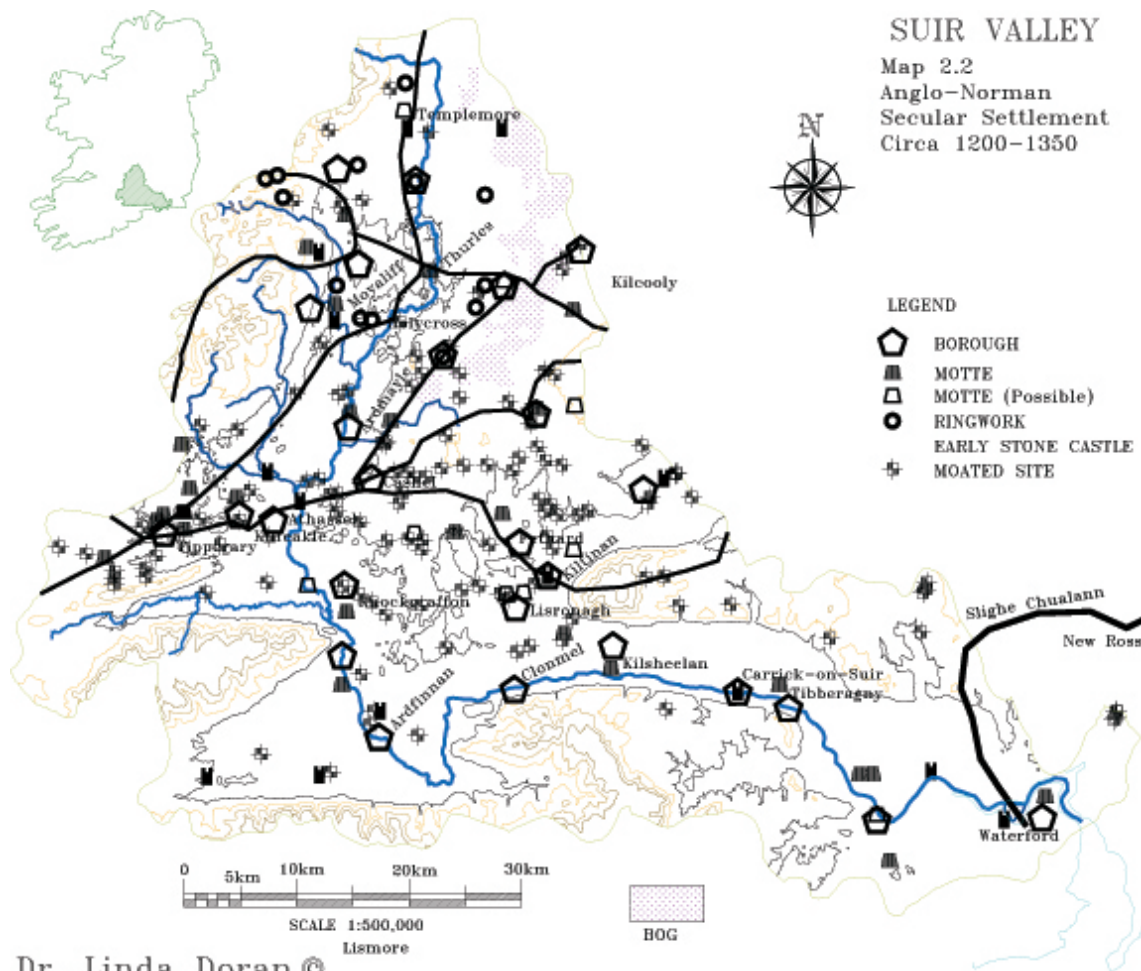 SUIR VALLEY
Map 2.2
Anglo-Norman
Secular Settlement
Circa 1200-1350
N
Templemore
Thurles
Kilcooly
Moyaliff
Holycross
Ardmayle
Cashel
Athassel
Kilfeakle
Tipperary
Knockgraffon
Kiltinan
Lisronagh
Kilsheelan
Clonmel
Ardfinnan
Carrick-on-Suir
Tibberagny
Slighe Chualann
New Ross
Waterford
LEGEND
BOROUGH
MOTTE
MOTTE (Possible)
RINGWORK
EARLY STONE CASTLE
MOATED SITE
0 5km 10km 20km 30km
SCALE 1:500,000
Lismore
BOG
Dr. Linda Doran ©